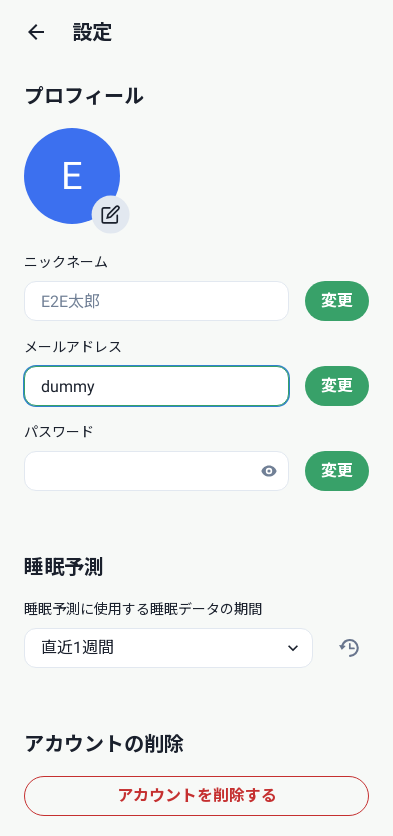 設定
プロフィール
E
ニックネーム
E2E太郎
変更
メールアドレス
dummy
変更
パスワード
変更
睡眠予測
睡眠予測に使用する睡眠データの期間
直近1週間
アカウントの削除
アカウントを削除する